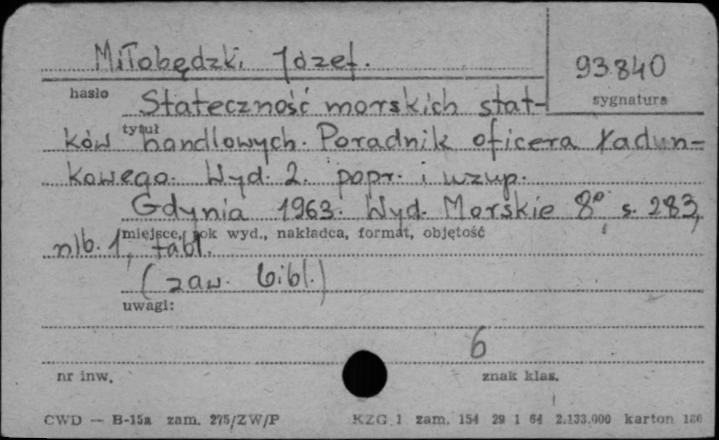 Miłobędzki Józef.
93840
hasło
sygnatura
Stateczność morskich stat-
tytuł
ków handlowych. Poradnik oficera ładun-
kowego. Wyd. 2. popr. i uzup.
Gdynia 1963. Wyd. Morskie 8° s. 283,
miejsce, rok wyd., nakładca, format, objętość
nlb. 1, tabl.
(zaw. bibl.)
uwagi:
6
nr inw.
znak klas.
CWD — B-15a zam. 275/ZW/P
KZG 1 zam. 154 29 1 64 2.133.000 karton 186